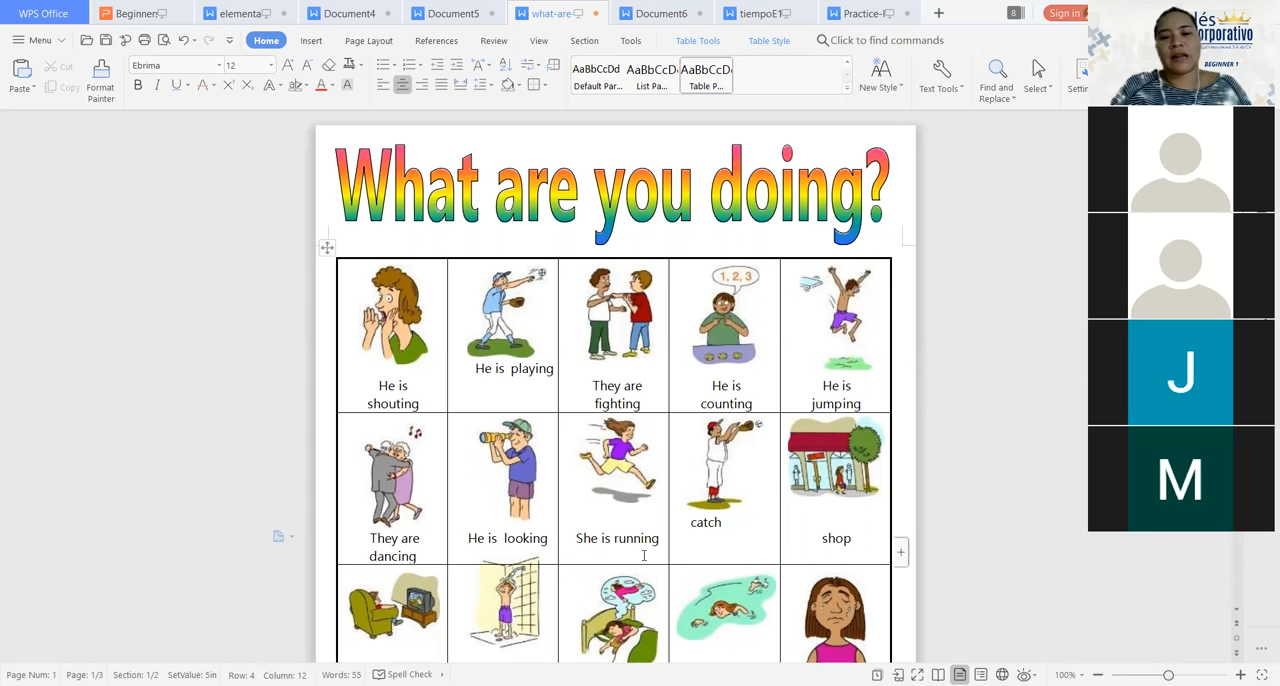 WPS Office
Beginners
elementa
Document4
Document5
what-are-
Document6
tiempoE1
Practice-
8
Sign in
Menu
Home
Insert
Page Layout
References
Review
View
Section
Tools
Table Tools
Table Style
Click to find commands
Paste
Cut
Copy
Format
Painter
Ebrima
12
AaBbCcDd
AaBbCcD
AaBbCcD
Default Par...
List Pa...
Table P...
New Style
Text Tools
Find and
Replace
Select
Settin
BEGINNER 1
What are you doing?
1, 2, 3
He is
shouting
He is playing
They are
fighting
He is
counting
He is
jumping
They are
dancing
He is looking
She is running
catch
shop
J
M
Page Num: 1
Page: 1/3
Section: 1/2
Row: 4
Column: 12
Words: 55
Spell Check
100%